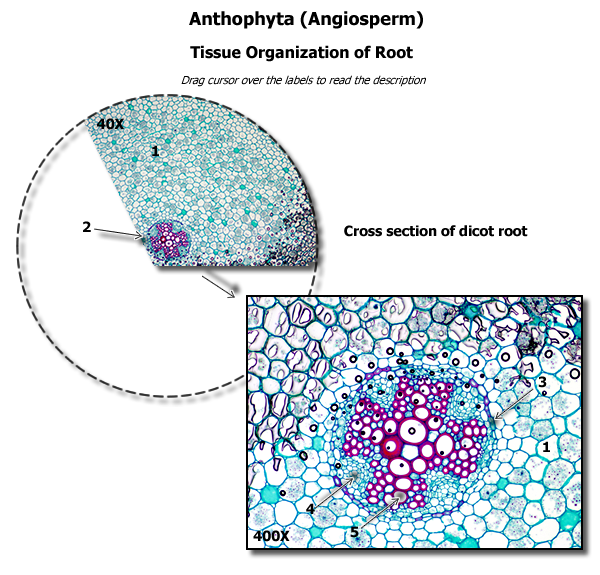 Anthophyta (Angiosperm)
Tissue Organization of Root
Drag cursor over the labels to read the description
40X
1
2
Cross section of dicot root
3
1
4
5
400X